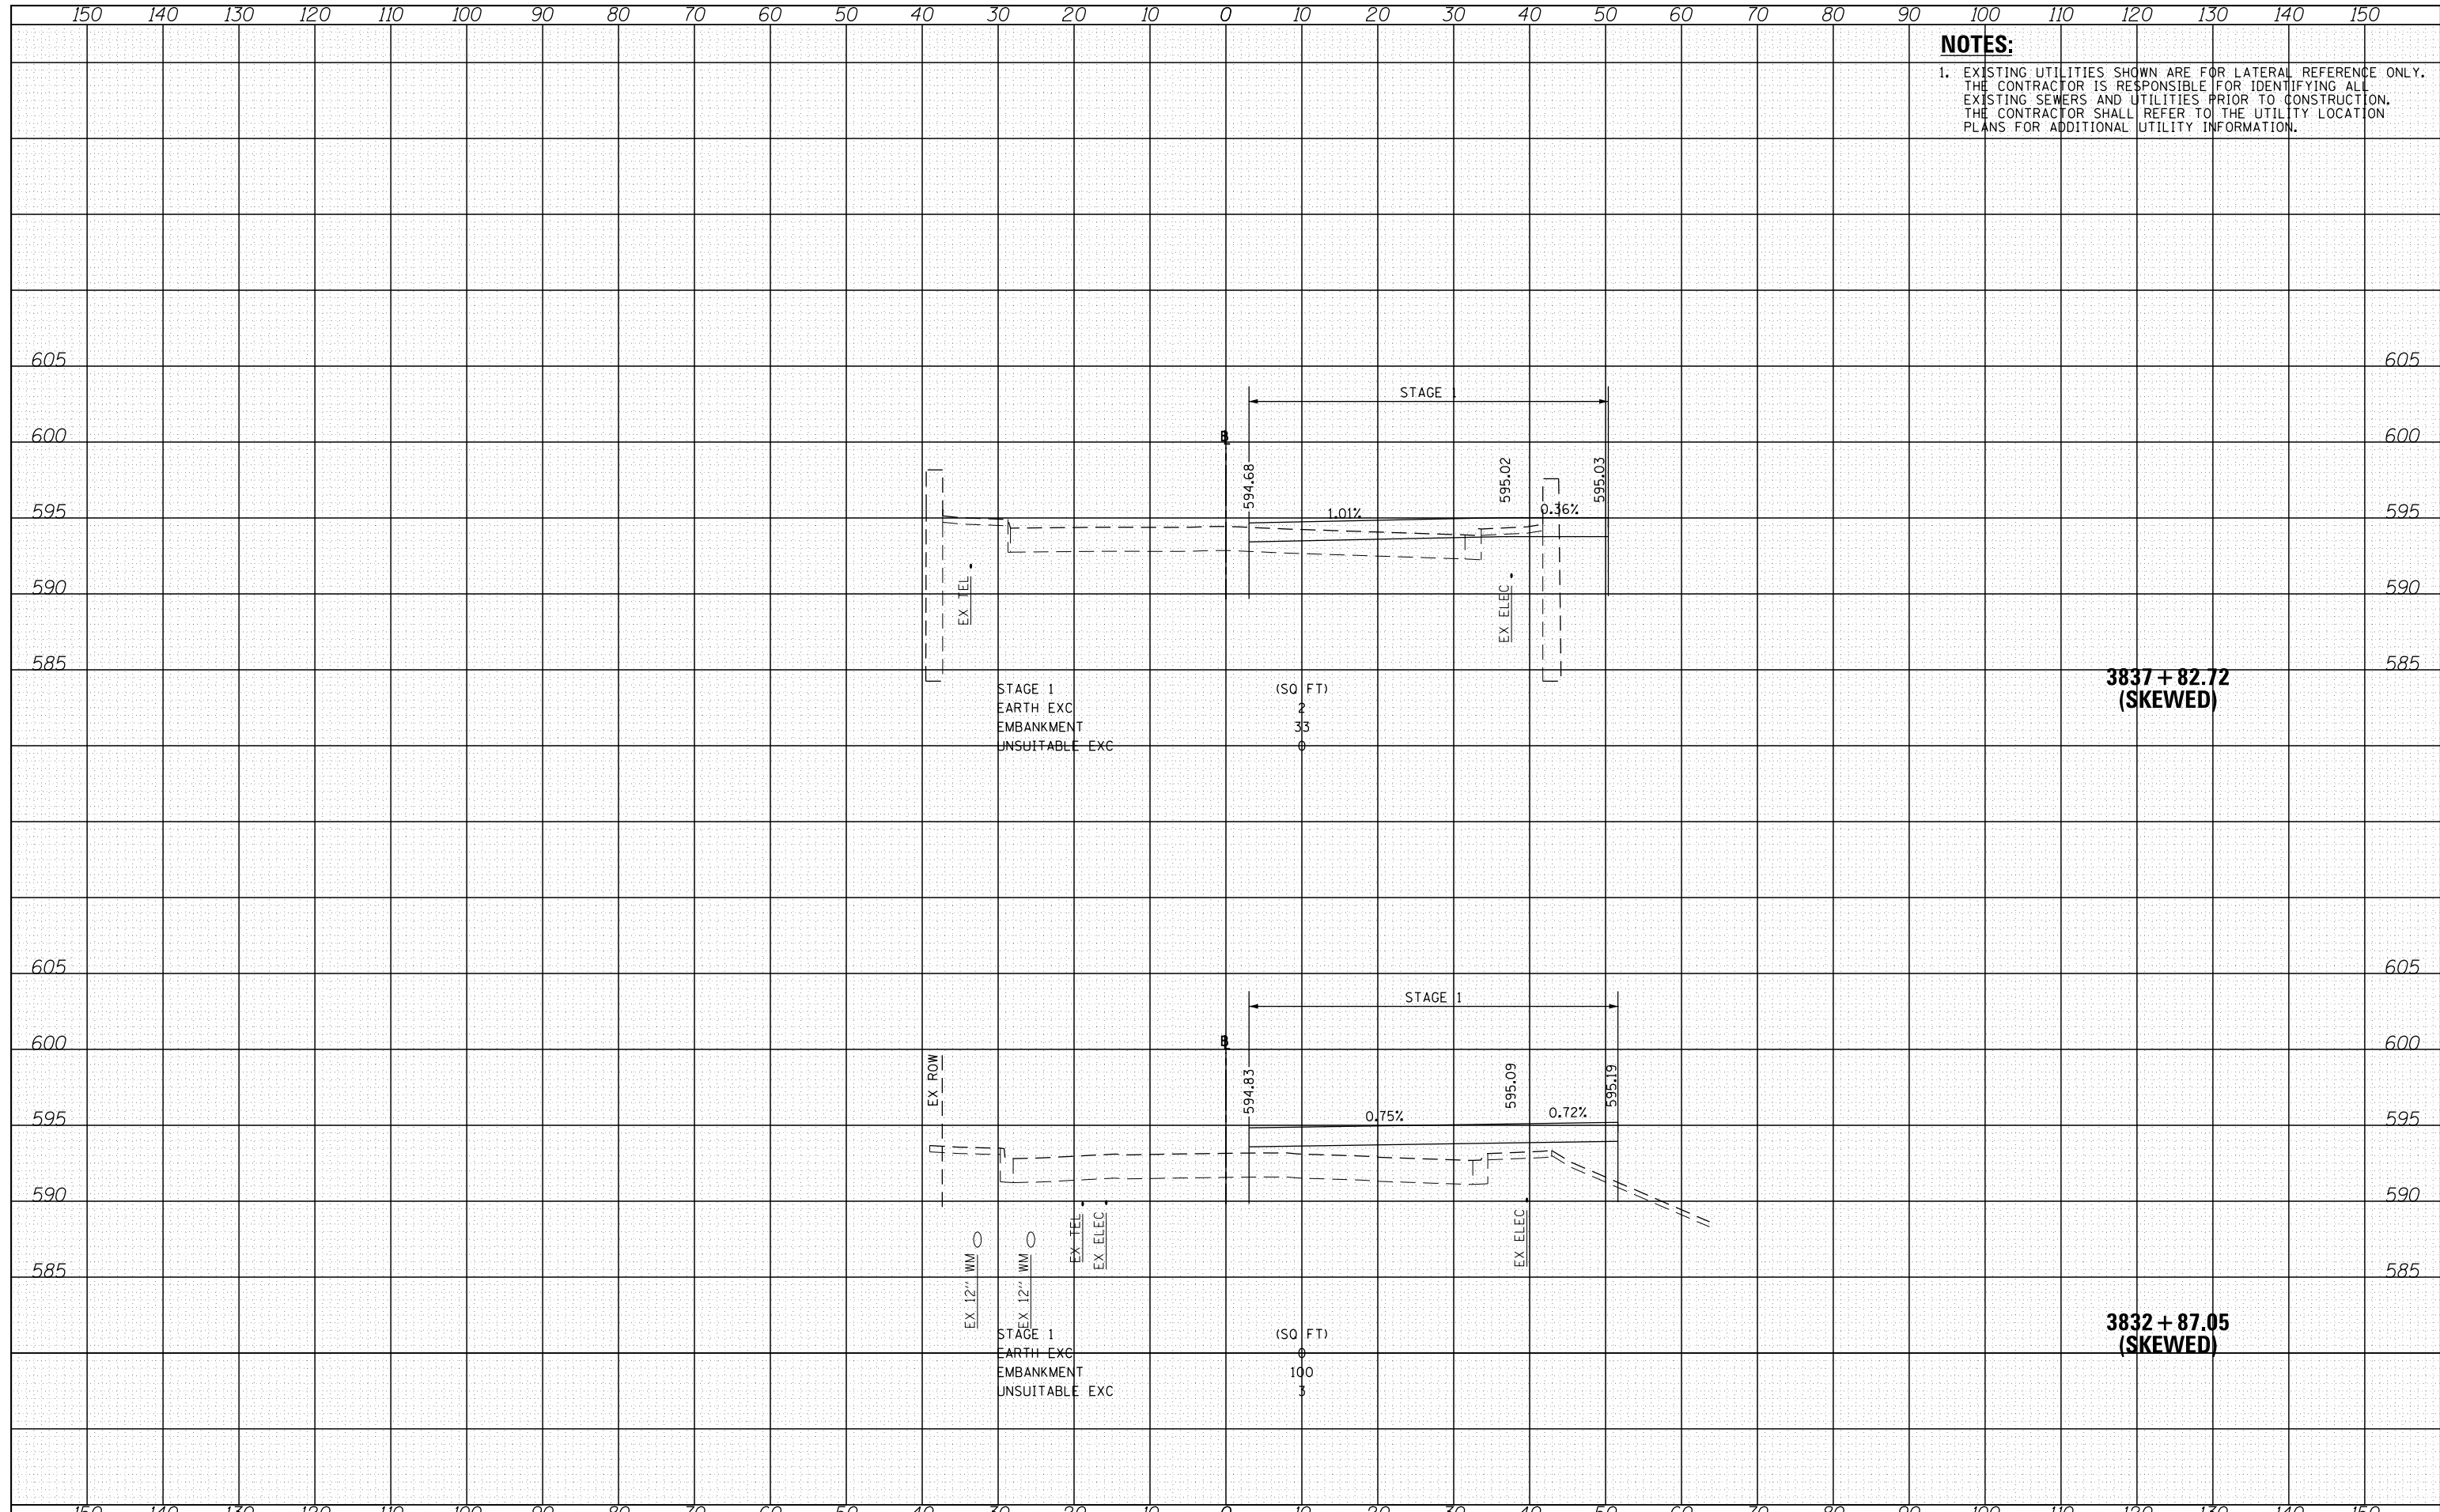 150 140 130 120 110 100 90 80 70 60 50 40 30 20 10 0 10 20 30 40 50 60 70 80 90 100 110 120 130 140 150
NOTES:
1. EXISTING UTILITIES SHOWN ARE FOR LATERAL REFERENCE ONLY.
THE CONTRACTOR IS RESPONSIBLE FOR IDENTIFYING ALL
EXISTING SEWERS AND UTILITIES PRIOR TO CONSTRUCTION.
THE CONTRACTOR SHALL REFER TO THE UTILITY LOCATION
PLANS FOR ADDITIONAL UTILITY INFORMATION.
605 605
STAGE 1
600 600
594.68
595.02
595.03
595 595
1.01%
0.36%
590 590
EX TEL
EX ELEC
585 585
3837+82.72
(SKEWED)
STAGE 1 (SQ FT)
EARTH EXC 2
EMBANKMENT 33
UNSUITABLE EXC 0
605 605
STAGE 1
600 600
EX ROW
594.83
595.09
595.19
595 595
0.75%
0.72%
590 590
EX 12'' WM
EX 12'' WM
EX TEL
EX ELEC
EX ELEC
585 585
3832+87.05
(SKEWED)
STAGE 1 (SQ FT)
EARTH EXC 0
EMBANKMENT 100
UNSUITABLE EXC 3
150 140 130 120 110 100 90 80 70 60 50 40 30 20 10 0 10 20 30 40 50 60 70 80 90 100 110 120 130 140 150